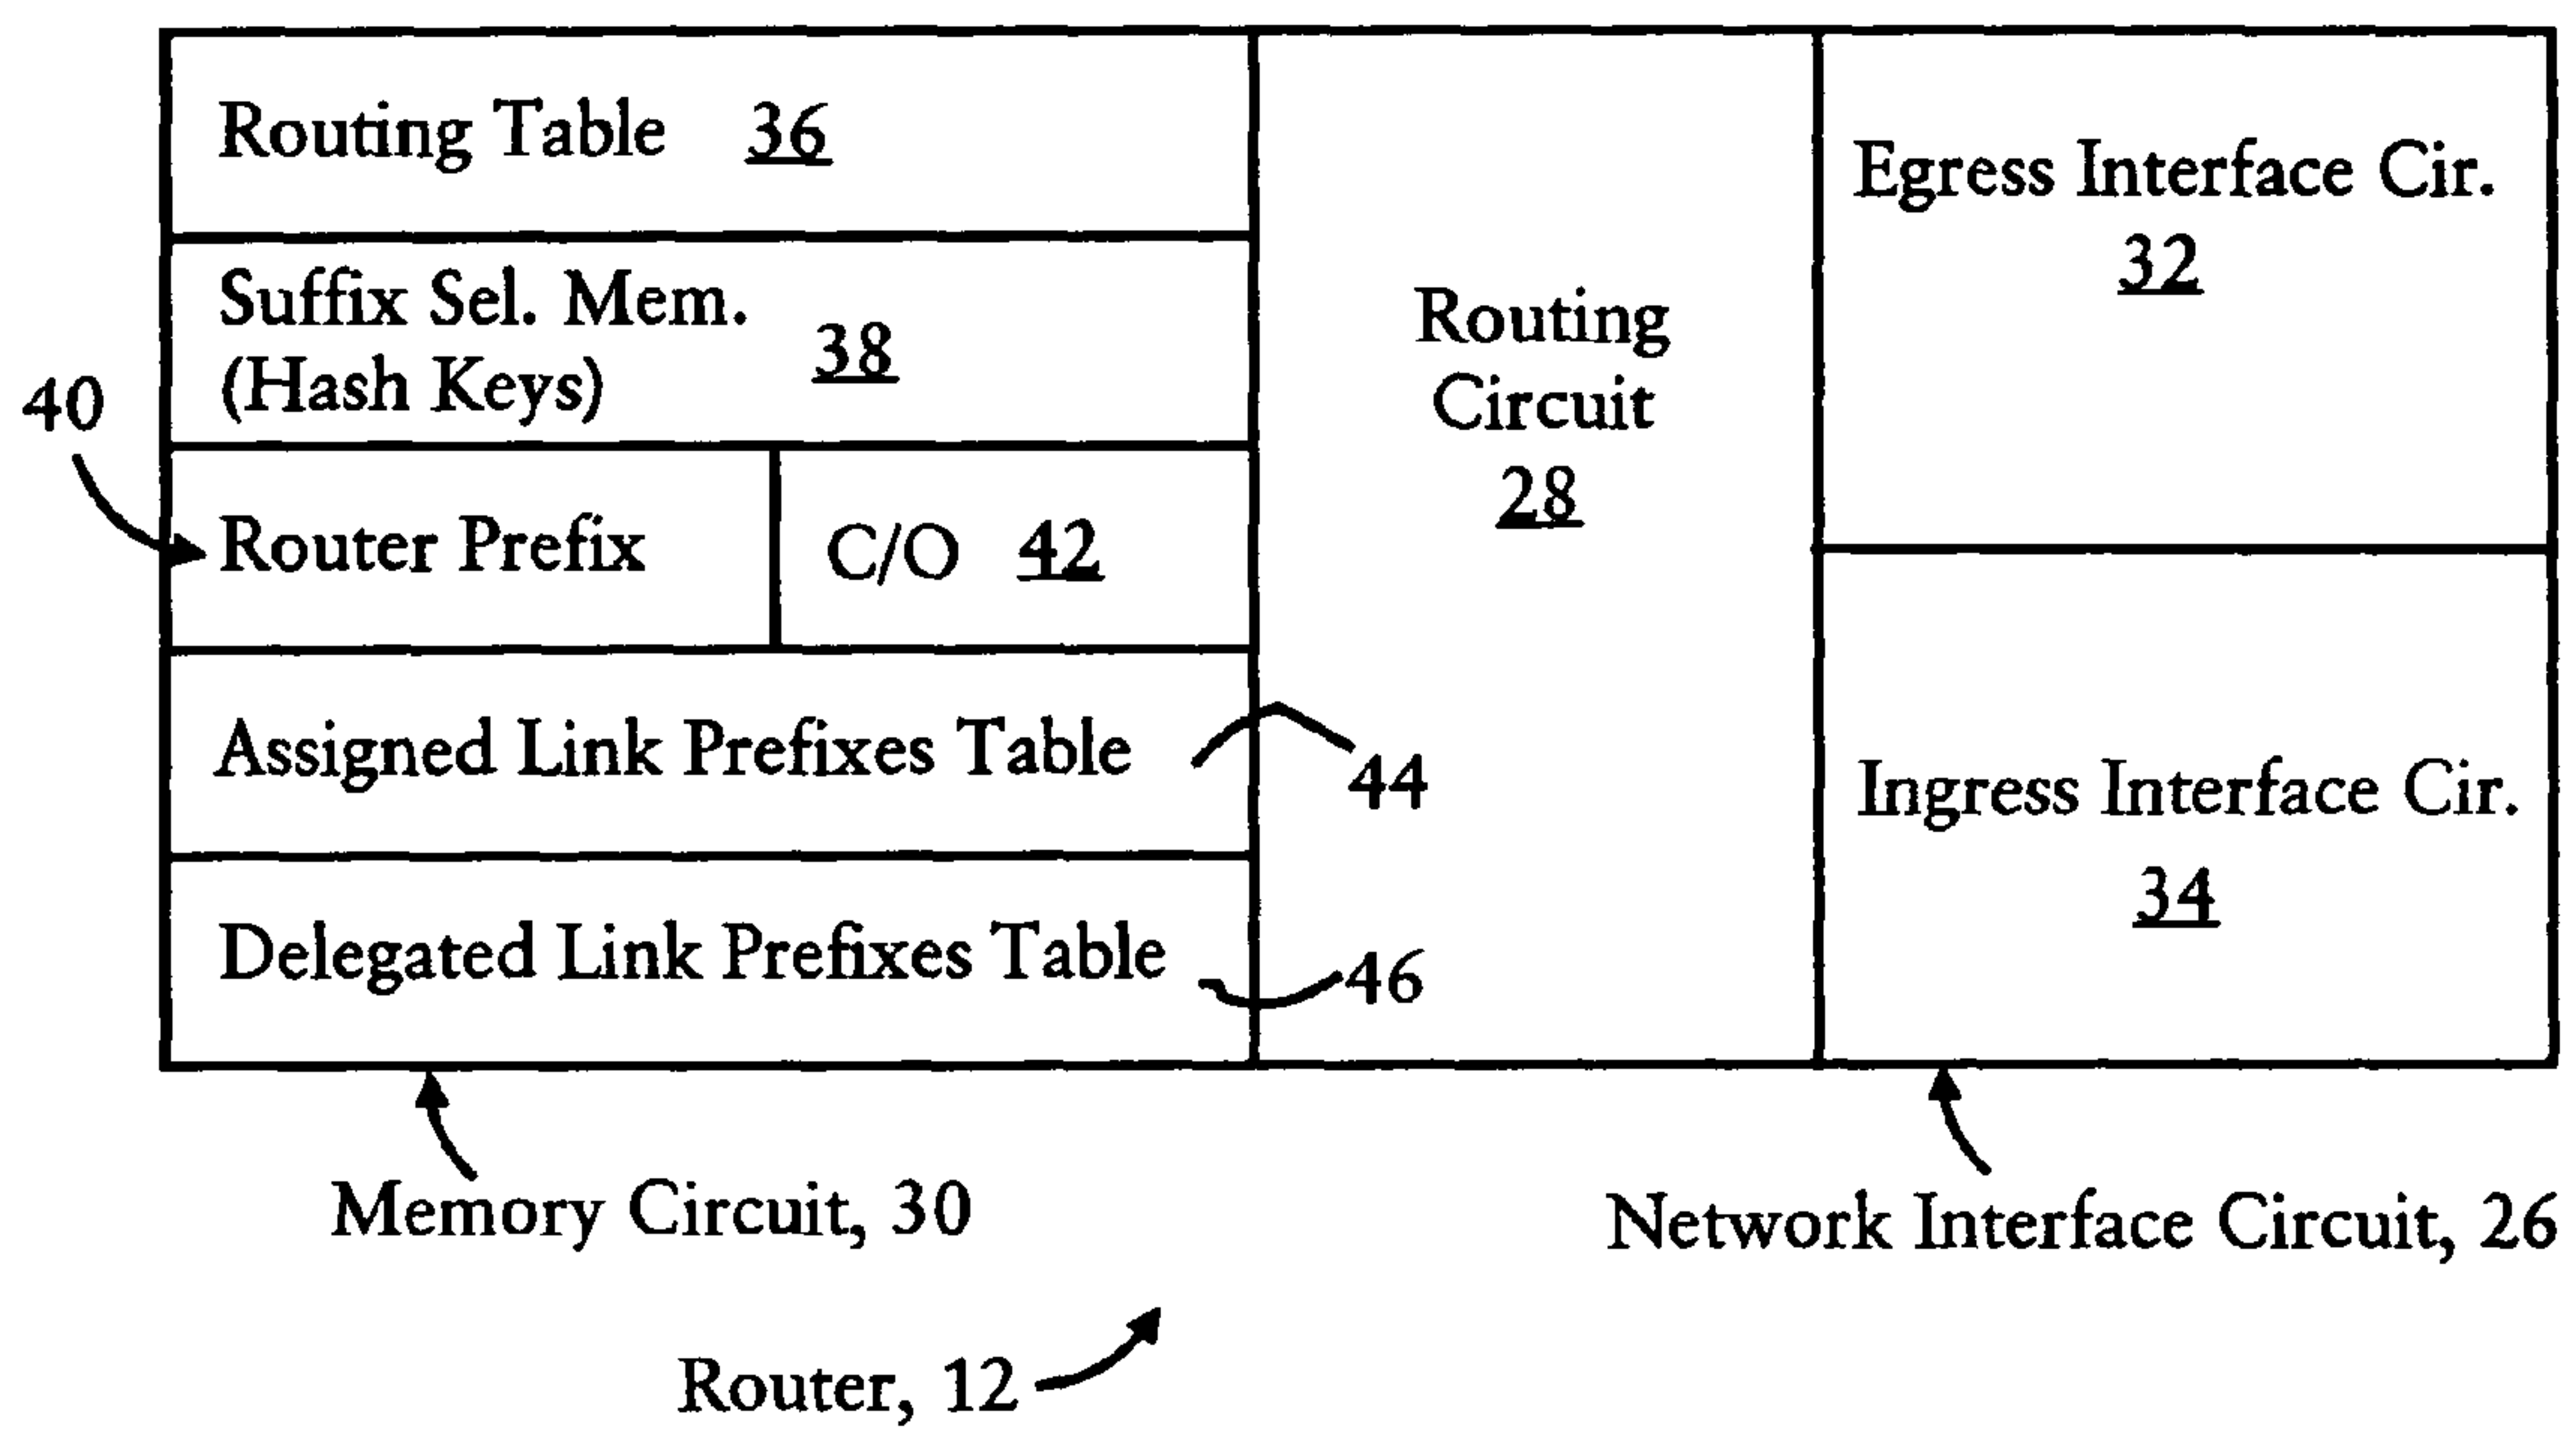 Routing Table 36
Suffix Sel. Mem.
(Hash Keys) 38
40
Router Prefix
C/O 42
Assigned Link Prefixes Table
44
Delegated Link Prefixes Table
46
Routing
Circuit
28
Egress Interface Cir.
32
Ingress Interface Cir.
34
Memory Circuit, 30
Network Interface Circuit, 26
Router, 12